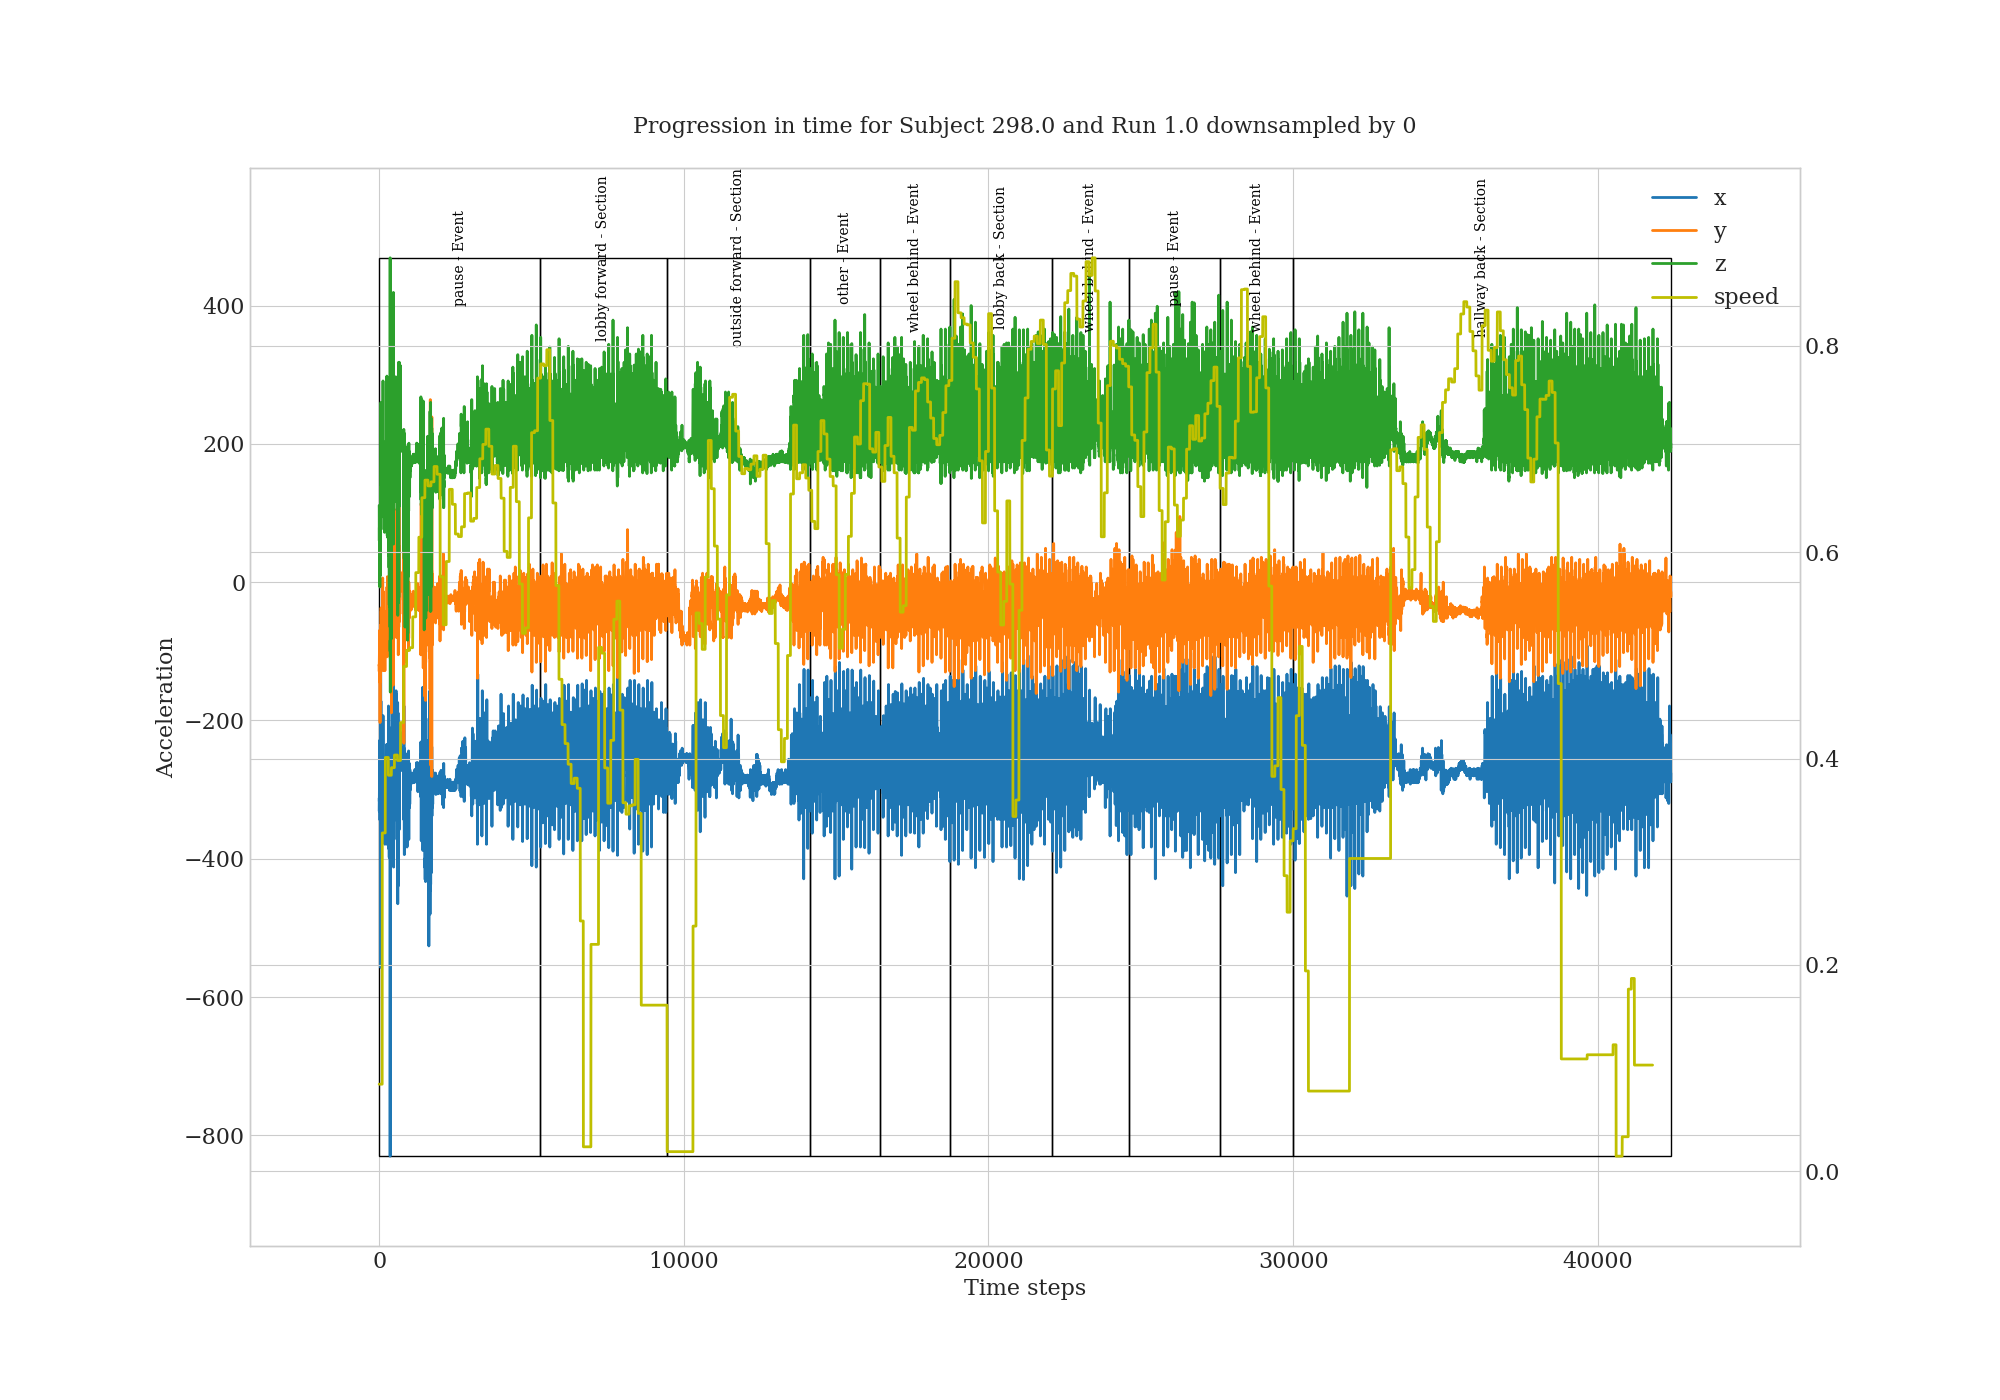 Progression in time for Subject 298.0 and Run 1.0 downsampled by 0
pause - Event
lobby forward - Section
outside forward - Section
other - Event
wheel behind - Event
lobby back - Section
wheel behind - Event
pause - Event
wheel behind - Event
hallway back - Section
x
y
z
speed
400
200
0
−200
−400
−600
−800
Acceleration
0.8
0.6
0.4
0.2
0.0
0
10000
20000
30000
40000
Time steps